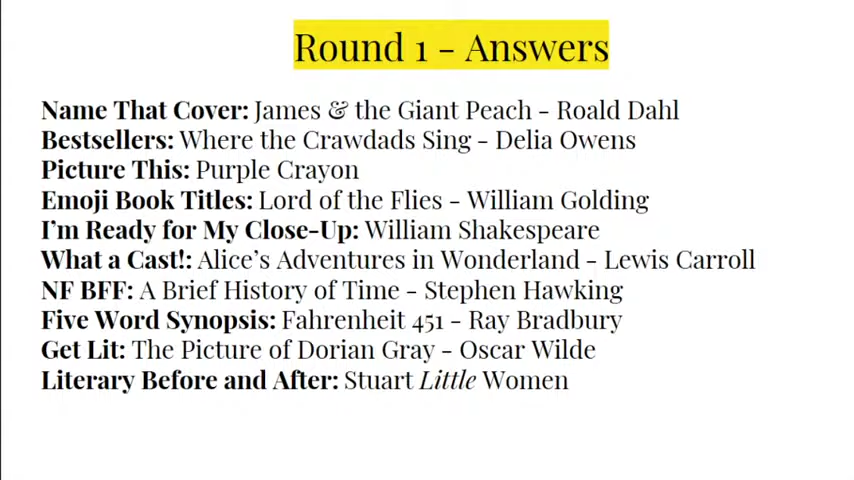 Round 1 - Answers
Name That Cover: James & the Giant Peach - Roald Dahl
Bestsellers: Where the Crawdads Sing - Delia Owens
Picture This: Purple Crayon
Emoji Book Titles: Lord of the Flies - William Golding
I’m Ready for My Close-Up: William Shakespeare
What a Cast!: Alice’s Adventures in Wonderland - Lewis Carroll
NF BFF: A Brief History of Time - Stephen Hawking
Five Word Synopsis: Fahrenheit 451 - Ray Bradbury
Get Lit: The Picture of Dorian Gray - Oscar Wilde
Literary Before and After: Stuart Little Women